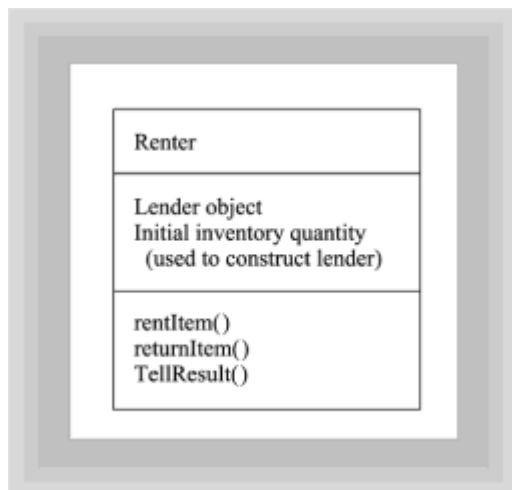 Renter
Lender object
Initial inventory quantity
(used to construct lender)
rentItem()
returnItem()
TellResult()